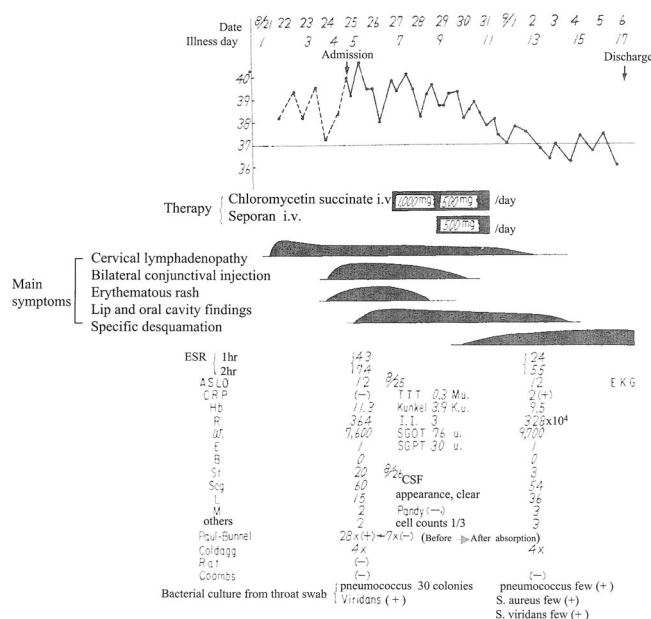 Date 8/21 22 23 24 25 26 27 28 29 30 31 9/1 2 3 4 5 6
Illness day 1 3 4 5 7 9 11 13 15 17
Admission Discharge
40
39
38
37
36
Therapy Chloromycetin succinate i.v. 1,000mg 500mg /day
Seporan i.v. 500mg /day
Main symptoms
Cervical lymphadenopathy
Bilateral conjunctival injection
Erythematous rash
Lip and oral cavity findings
Specific desquamation
ESR 1hr 43 24
2hr 74 55
ASLO 12 8/25 12 EKG
CRP (-) TTT 0.3 Mu. 2(+)
Hb 11.3 Kunkel 3.9 K.u. 9.5
R 364 I.I. 3 328x10⁴
W. 7,600 SGOT 76 u. 9,700
E 1 SGPT 30 u. 1
B 0 0
St 20 8/26 CSF 3
Seg 60 appearance, clear 54
L 15 36
M 2 Pandy (-) 3
others 2 cell counts 1/3 3
Paul-Bunnel 28x(+)→7x(-) (Before → After absorption)
Coldagg 4x 4x
Rat (-)
Coombs (-) (-)
Bacterial culture from throat swab pneumococcus 30 colonies pneumococcus few (+)
Viridans (+) S. aureus few (+)
S. viridans few (+)